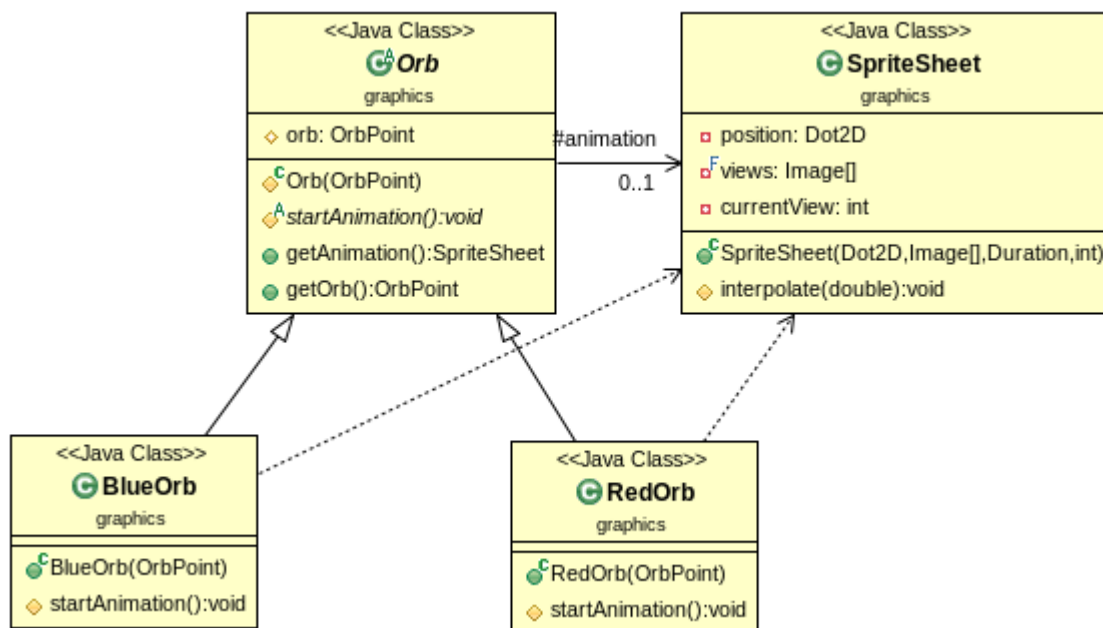 <<Java Class>>
Orb
graphics
orb: OrbPoint
Orb(OrbPoint)
startAnimation():void
getAnimation():SpriteSheet
getOrb():OrbPoint
#animation
0..1
<<Java Class>>
SpriteSheet
graphics
position: Dot2D
views: Image[]
currentView: int
SpriteSheet(Dot2D,Image[],Duration,int)
interpolate(double):void
<<Java Class>>
BlueOrb
graphics
BlueOrb(OrbPoint)
startAnimation():void
<<Java Class>>
RedOrb
graphics
RedOrb(OrbPoint)
startAnimation():void